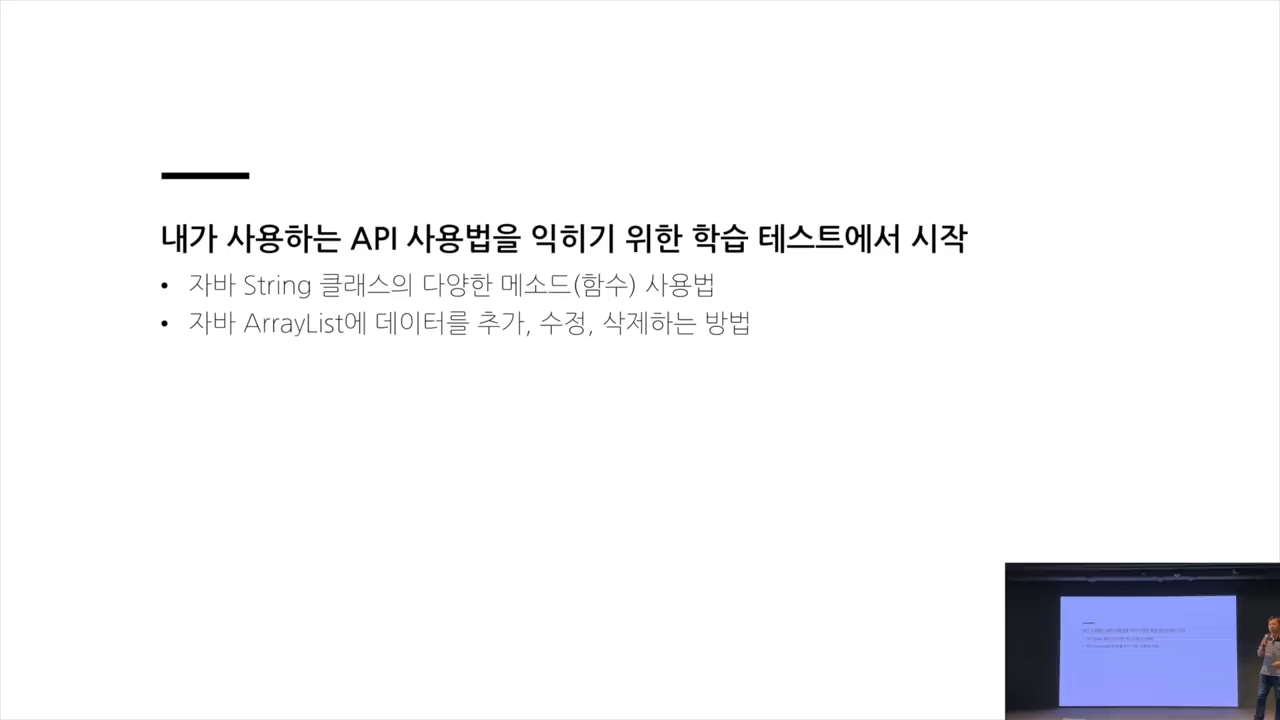 내가 사용하는 API 사용법을 익히기 위한 학습 테스트에서 시작
• 자바 String 클래스의 다양한 메소드(함수) 사용법
• 자바 ArrayList에 데이터를 추가, 수정, 삭제하는 방법